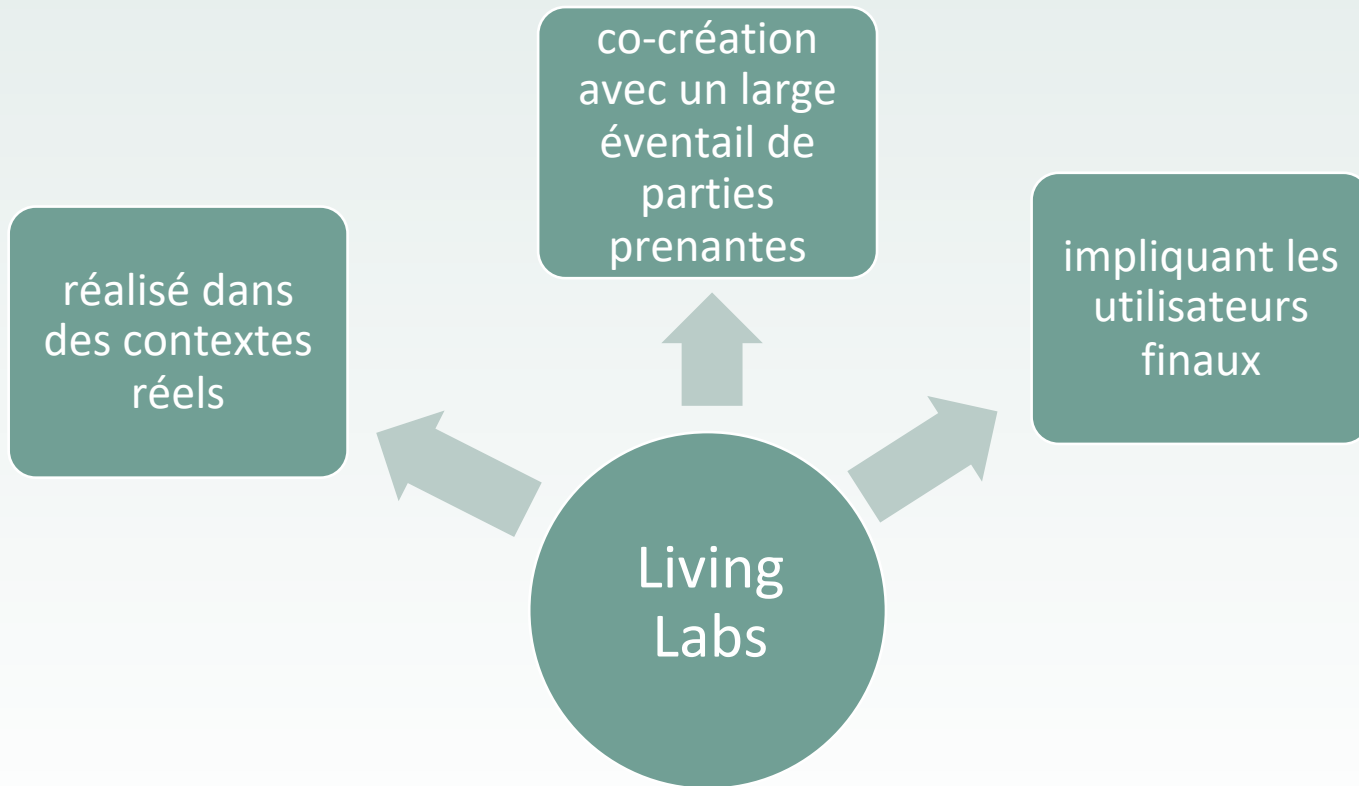 co-création
avec un large
éventail de
parties
prenantes
réalisé dans
des contextes
réels
impliquant les
utilisateurs
finaux
Living
Labs